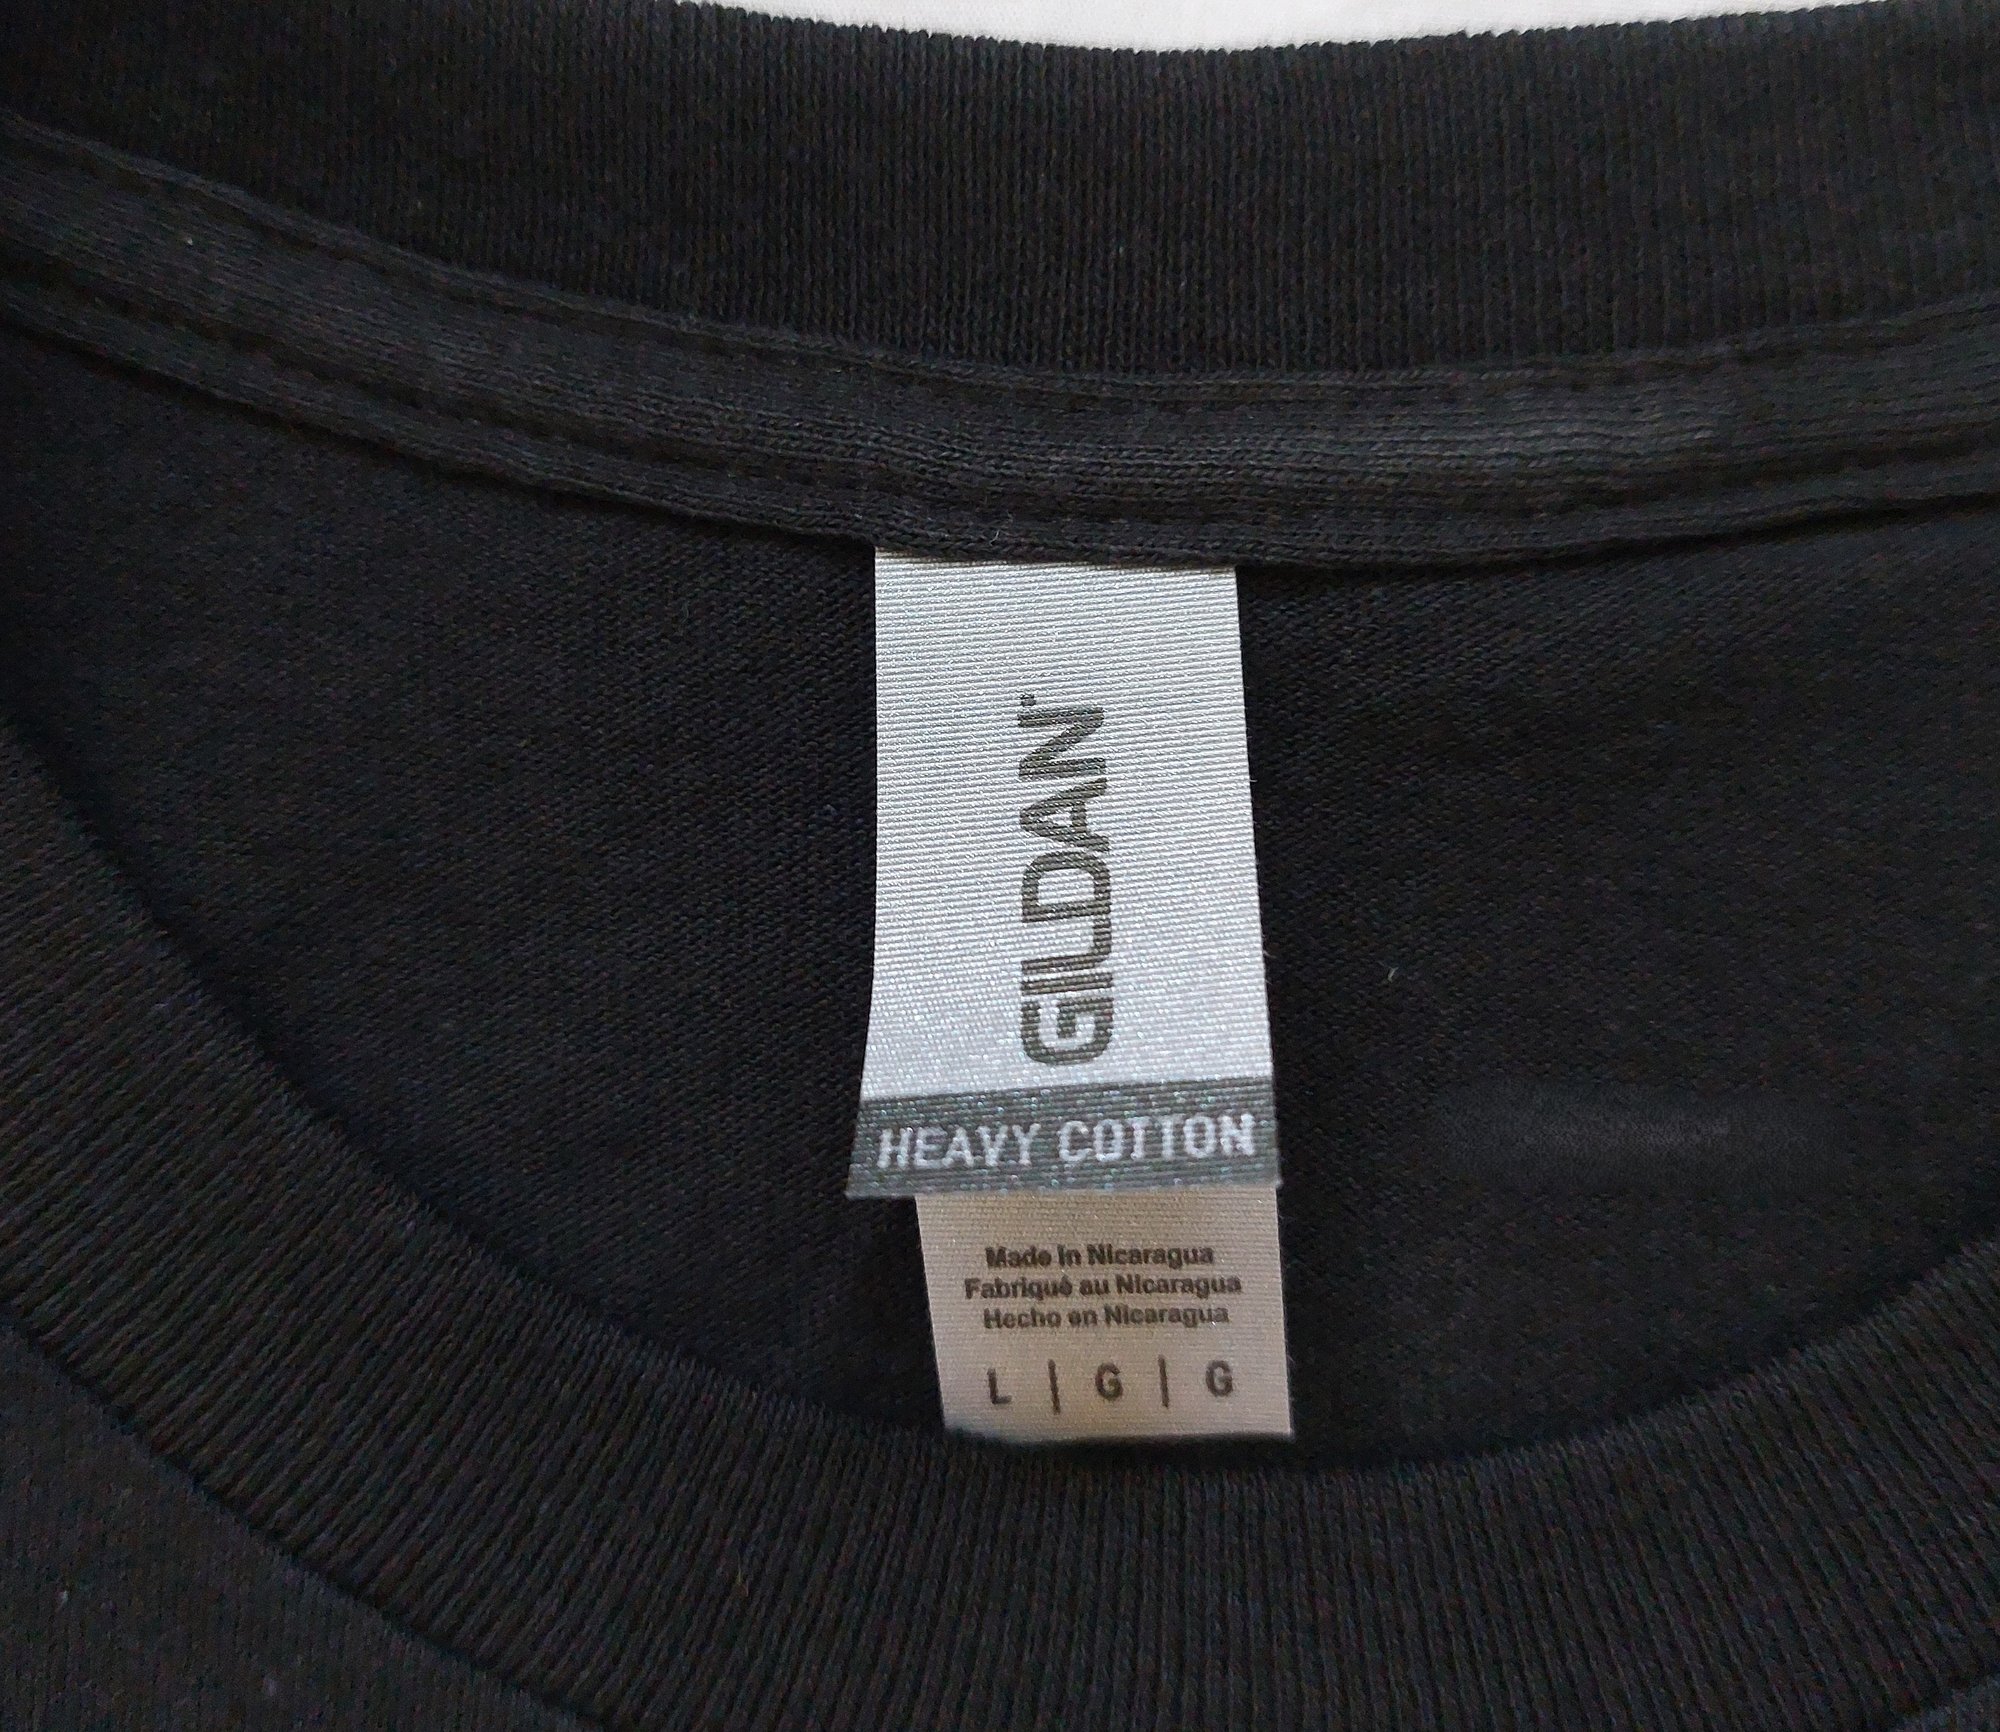 GILDAN®
HEAVY COTTON
Made in Nicaragua
Fabriqué au Nicaragua
Hecho en Nicaragua
L | G | G